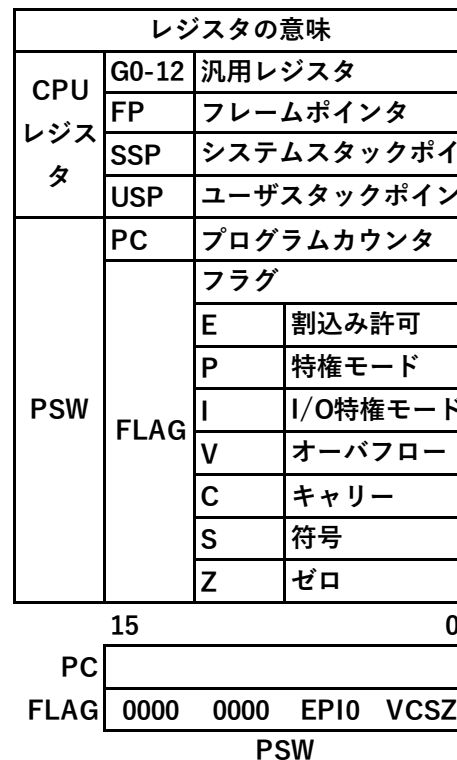 レジスタの意味
CPUレジスタ
G0-12 汎用レジスタ
FP フレームポインタ
SSP システムスタックポイ
USP ユーザスタックポイン
PSW
PC プログラムカウンタ
FLAG
フラグ
E 割込み許可
P 特権モード
I I/O特権モード
V オーバフロー
C キャリー
S 符号
Z ゼロ
15 0
PC
FLAG 0000 0000 EPI0 VCSZ
PSW